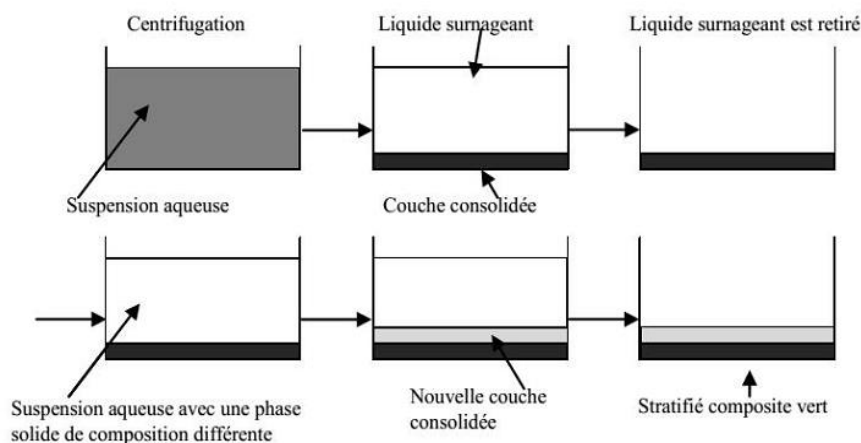 Centrifugation
Liquide surnageant
Liquide surnageant est retiré
Suspension aqueuse
Couche consolidée
Suspension aqueuse avec une phase
solide de composition différente
Nouvelle couche
consolidée
Stratifié composite vert